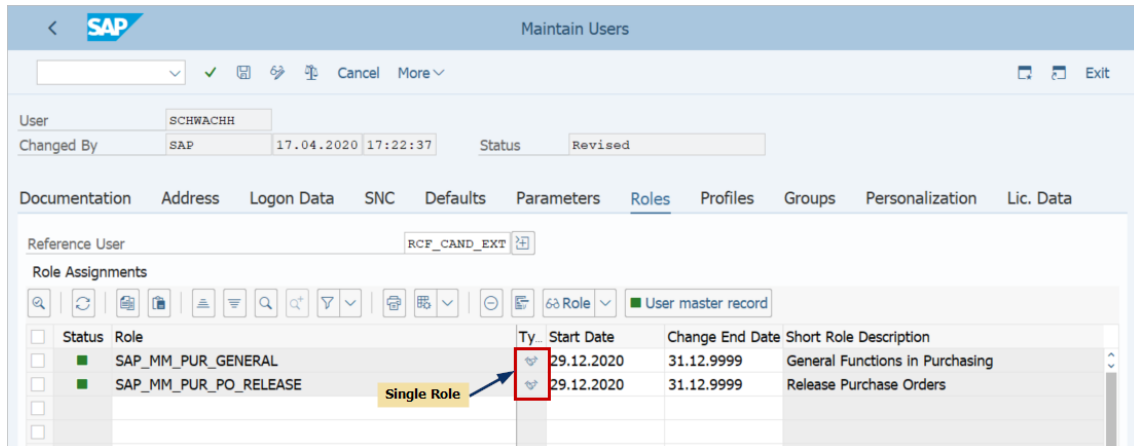 SAP Maintain Users
Cancel More Exit
User SCHWACHH
Changed By SAP 17.04.2020 17:22:37 Status Revised
Documentation Address Logon Data SNC Defaults Parameters Roles Profiles Groups Personalization Lic. Data
Reference User RCF_CAND_EXT
Role Assignments
Role User master record
Status Role Ty... Start Date Change End Date Short Role Description
SAP_MM_PUR_GENERAL 29.12.2020 31.12.9999 General Functions in Purchasing
SAP_MM_PUR_PO_RELEASE 29.12.2020 31.12.9999 Release Purchase Orders
Single Role